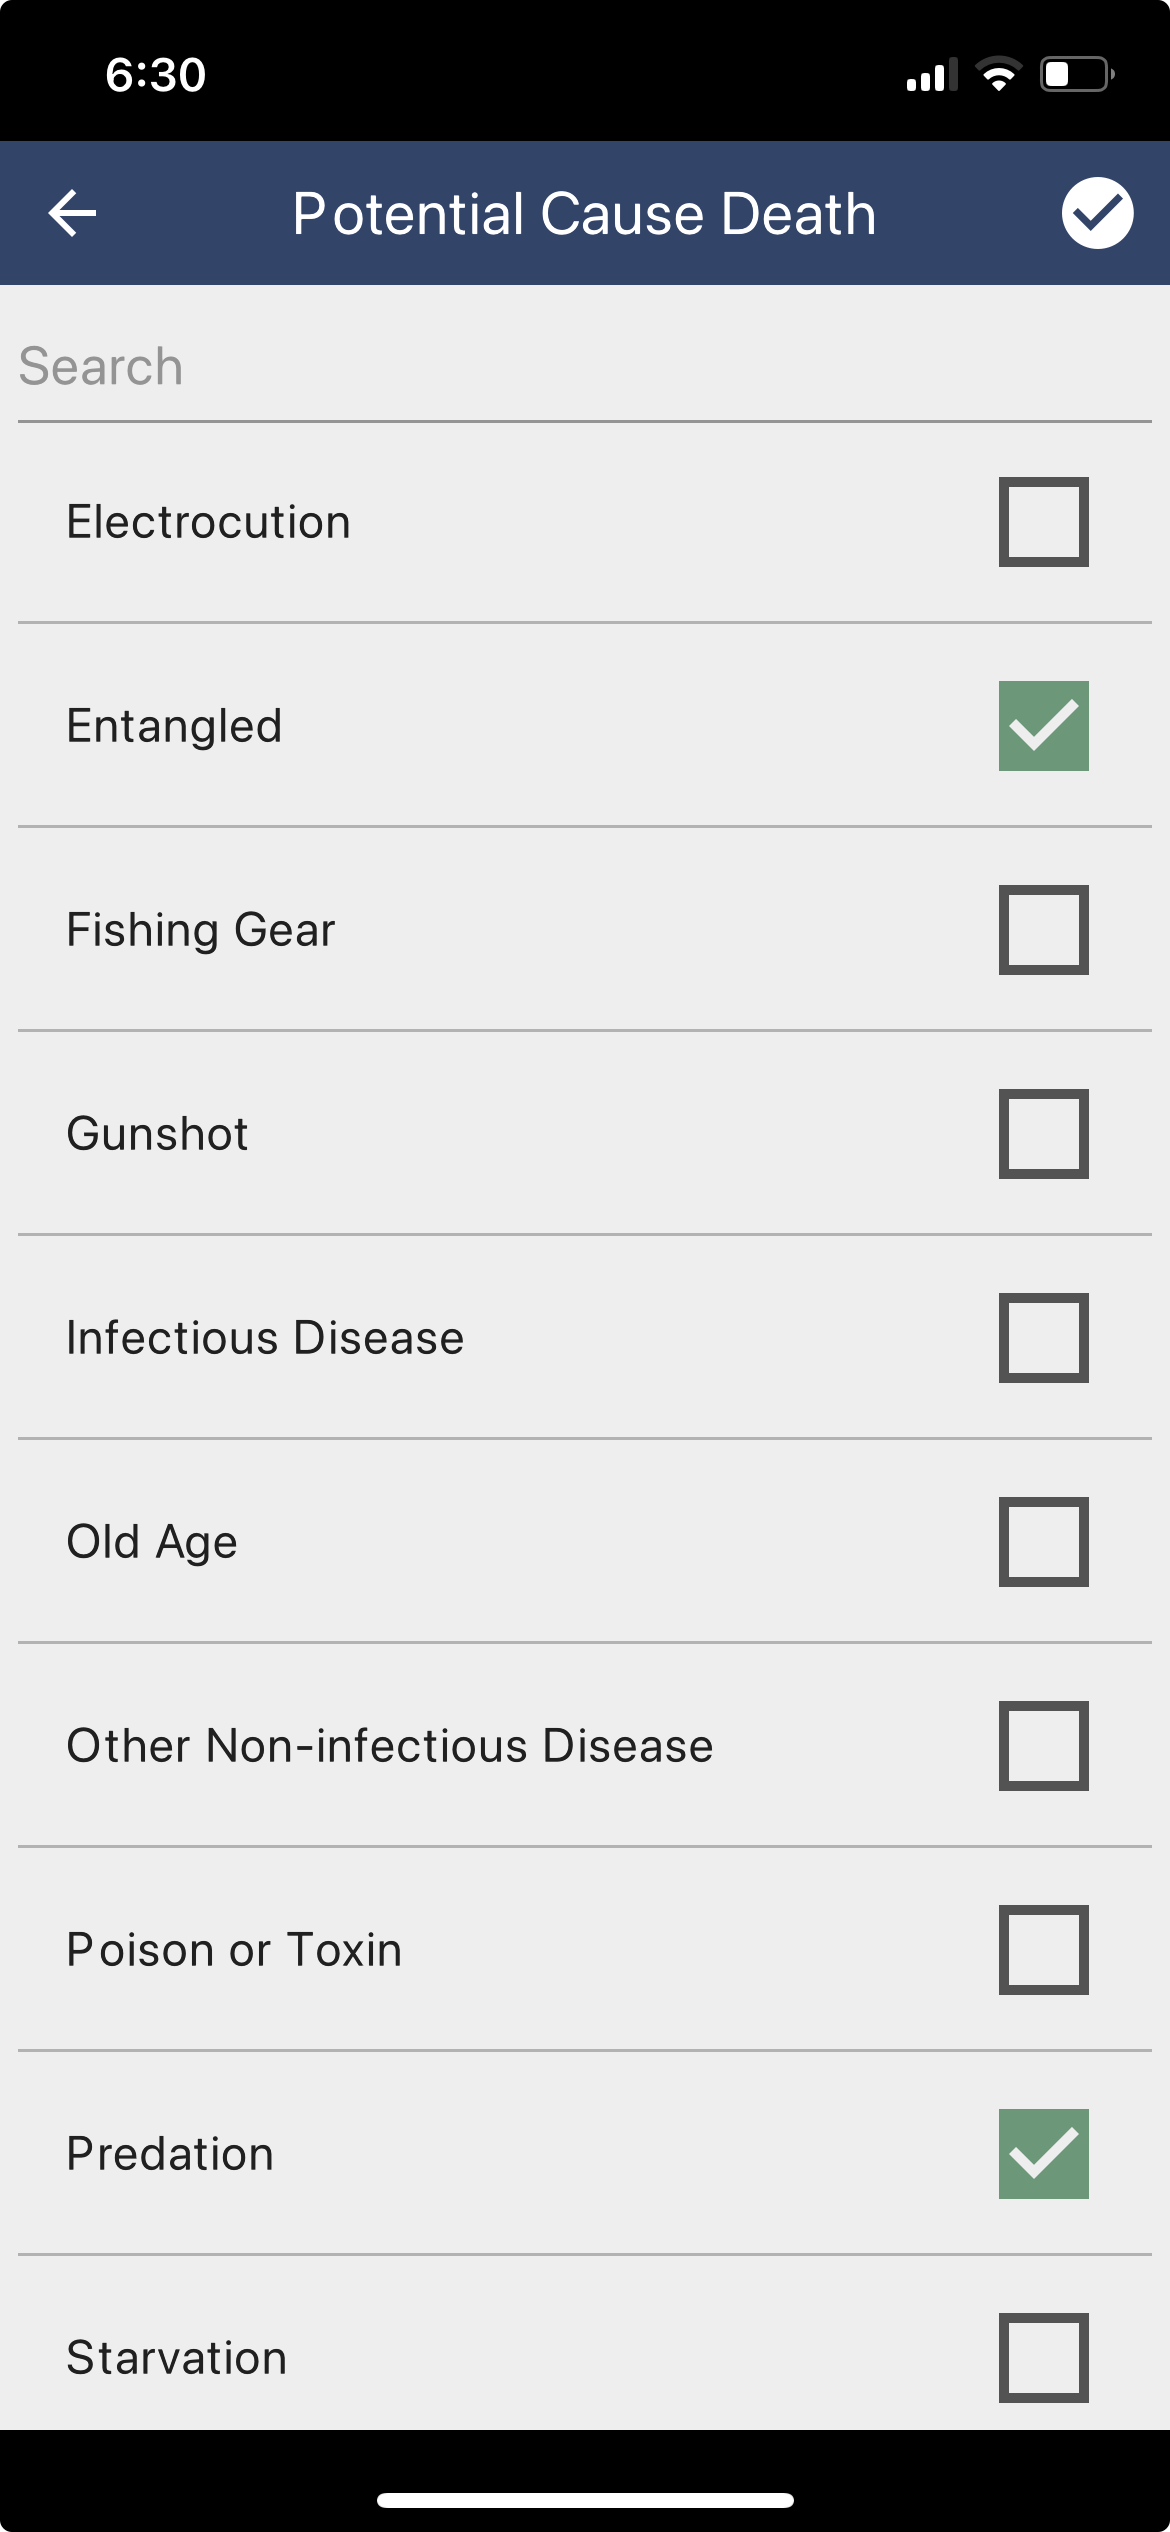 6:30
Potential Cause Death
Search
Electrocution
Entangled
Fishing Gear
Gunshot
Infectious Disease
Old Age
Other Non-infectious Disease
Poison or Toxin
Predation
Starvation